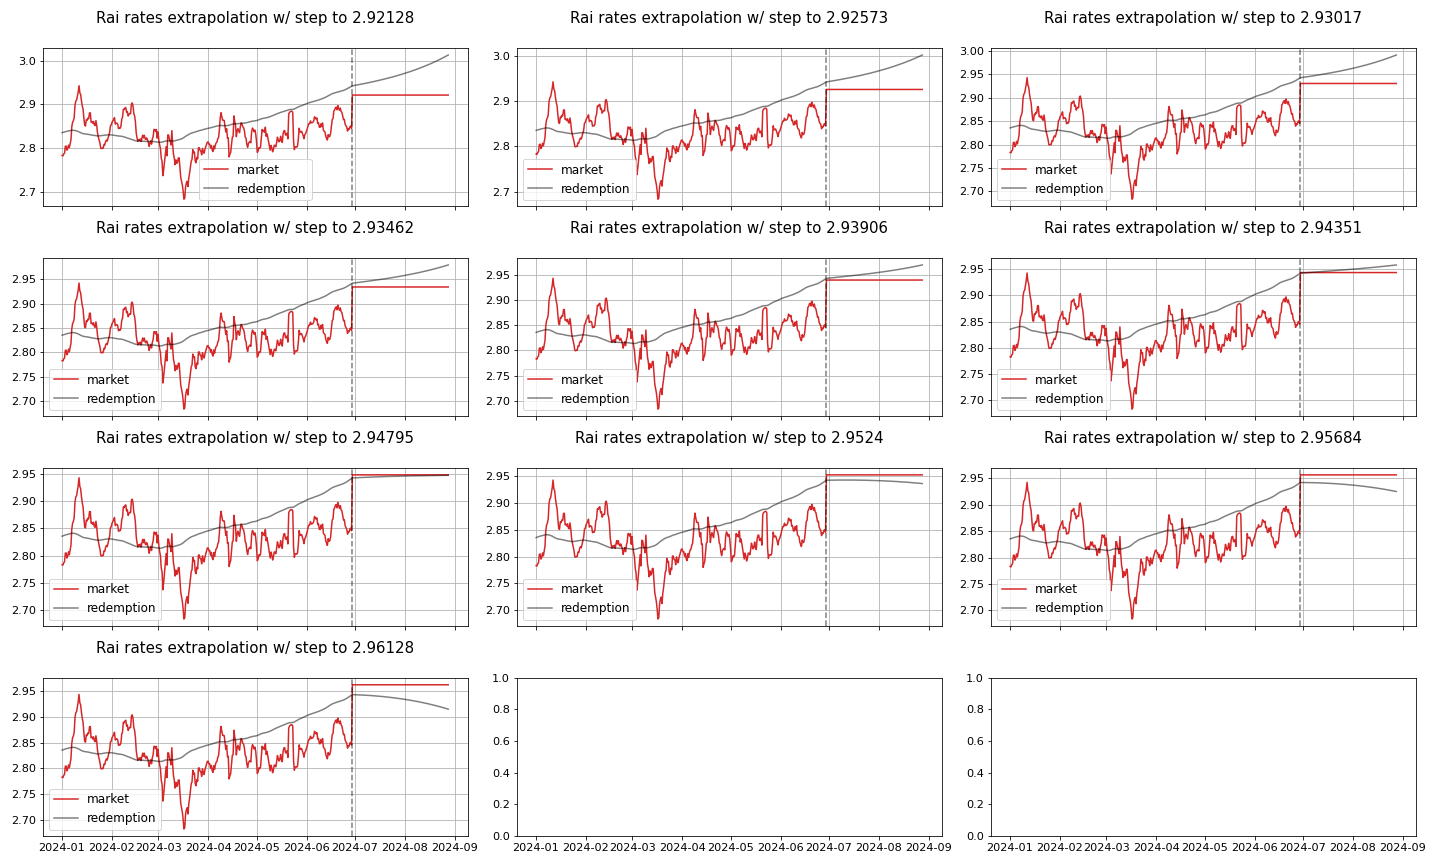 Rai rates extrapolation w/ step to 2.92128
3.0
2.9
2.8
2.7
market
redemption
Rai rates extrapolation w/ step to 2.92573
3.0
2.9
2.8
2.7
market
redemption
Rai rates extrapolation w/ step to 2.93017
3.00
2.95
2.90
2.85
2.80
2.75
2.70
market
redemption
Rai rates extrapolation w/ step to 2.93462
2.95
2.90
2.85
2.80
2.75
2.70
market
redemption
Rai rates extrapolation w/ step to 2.93906
2.95
2.90
2.85
2.80
2.75
2.70
market
redemption
Rai rates extrapolation w/ step to 2.94351
2.95
2.90
2.85
2.80
2.75
2.70
market
redemption
Rai rates extrapolation w/ step to 2.94795
2.95
2.90
2.85
2.80
2.75
2.70
market
redemption
Rai rates extrapolation w/ step to 2.9524
2.95
2.90
2.85
2.80
2.75
2.70
market
redemption
Rai rates extrapolation w/ step to 2.95684
2.95
2.90
2.85
2.80
2.75
2.70
market
redemption
Rai rates extrapolation w/ step to 2.96128
2.95
2.90
2.85
2.80
2.75
2.70
market
redemption
2024-01 2024-02 2024-03 2024-04 2024-05 2024-06 2024-07 2024-08 2024-09
1.0
0.8
0.6
0.4
0.2
0.0
2024-01 2024-02 2024-03 2024-04 2024-05 2024-06 2024-07 2024-08 2024-09
1.0
0.8
0.6
0.4
0.2
0.0
2024-01 2024-02 2024-03 2024-04 2024-05 2024-06 2024-07 2024-08 2024-09